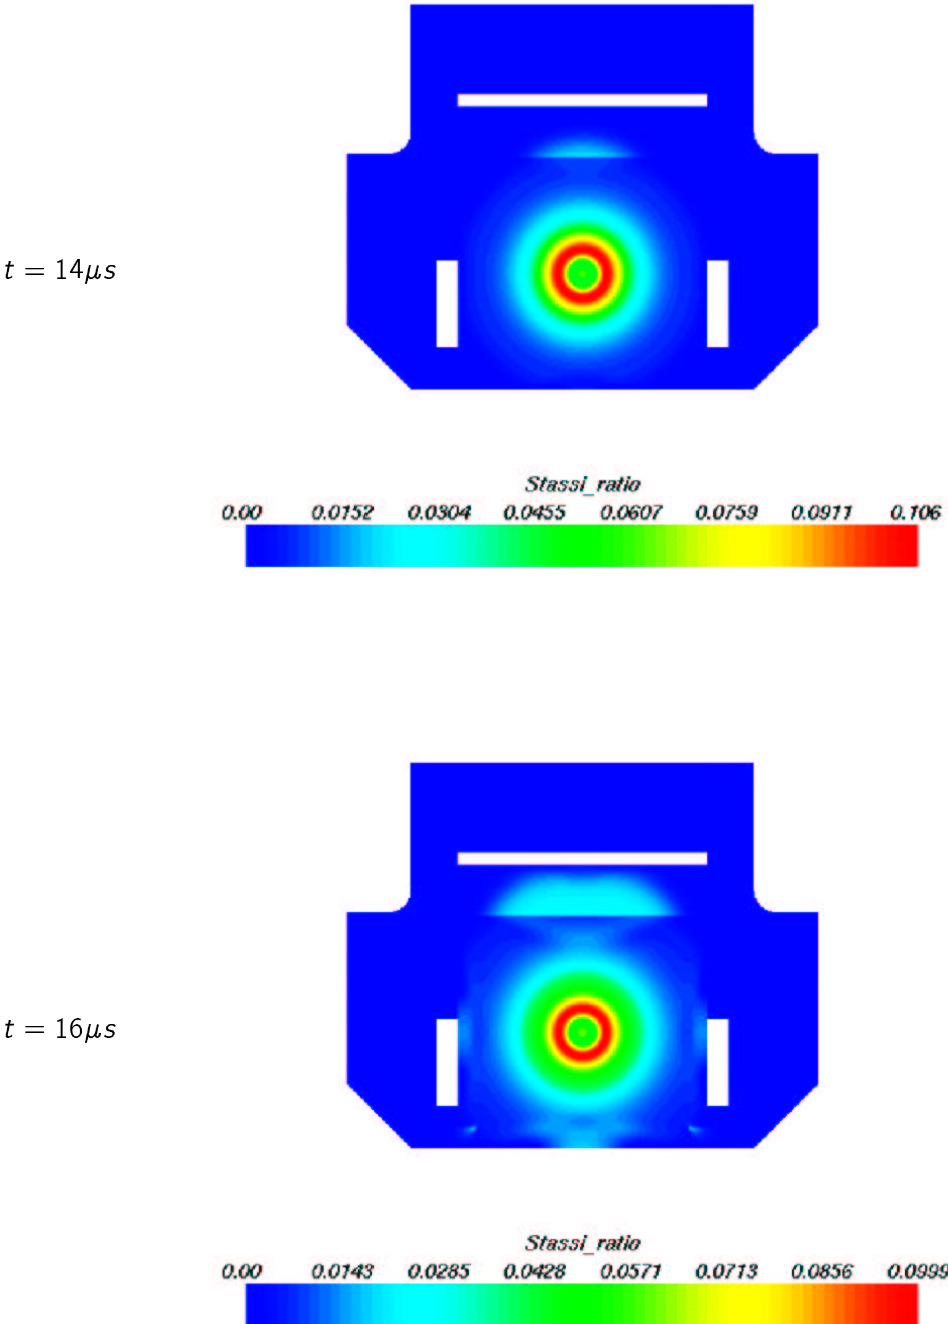 t = 14μs
Stassi_ratio
0.00 0.0152 0.0304 0.0455 0.0607 0.0759 0.0911 0.106
t = 16μs
Stassi_ratio
0.00 0.0143 0.0285 0.0428 0.0571 0.0713 0.0856 0.0999